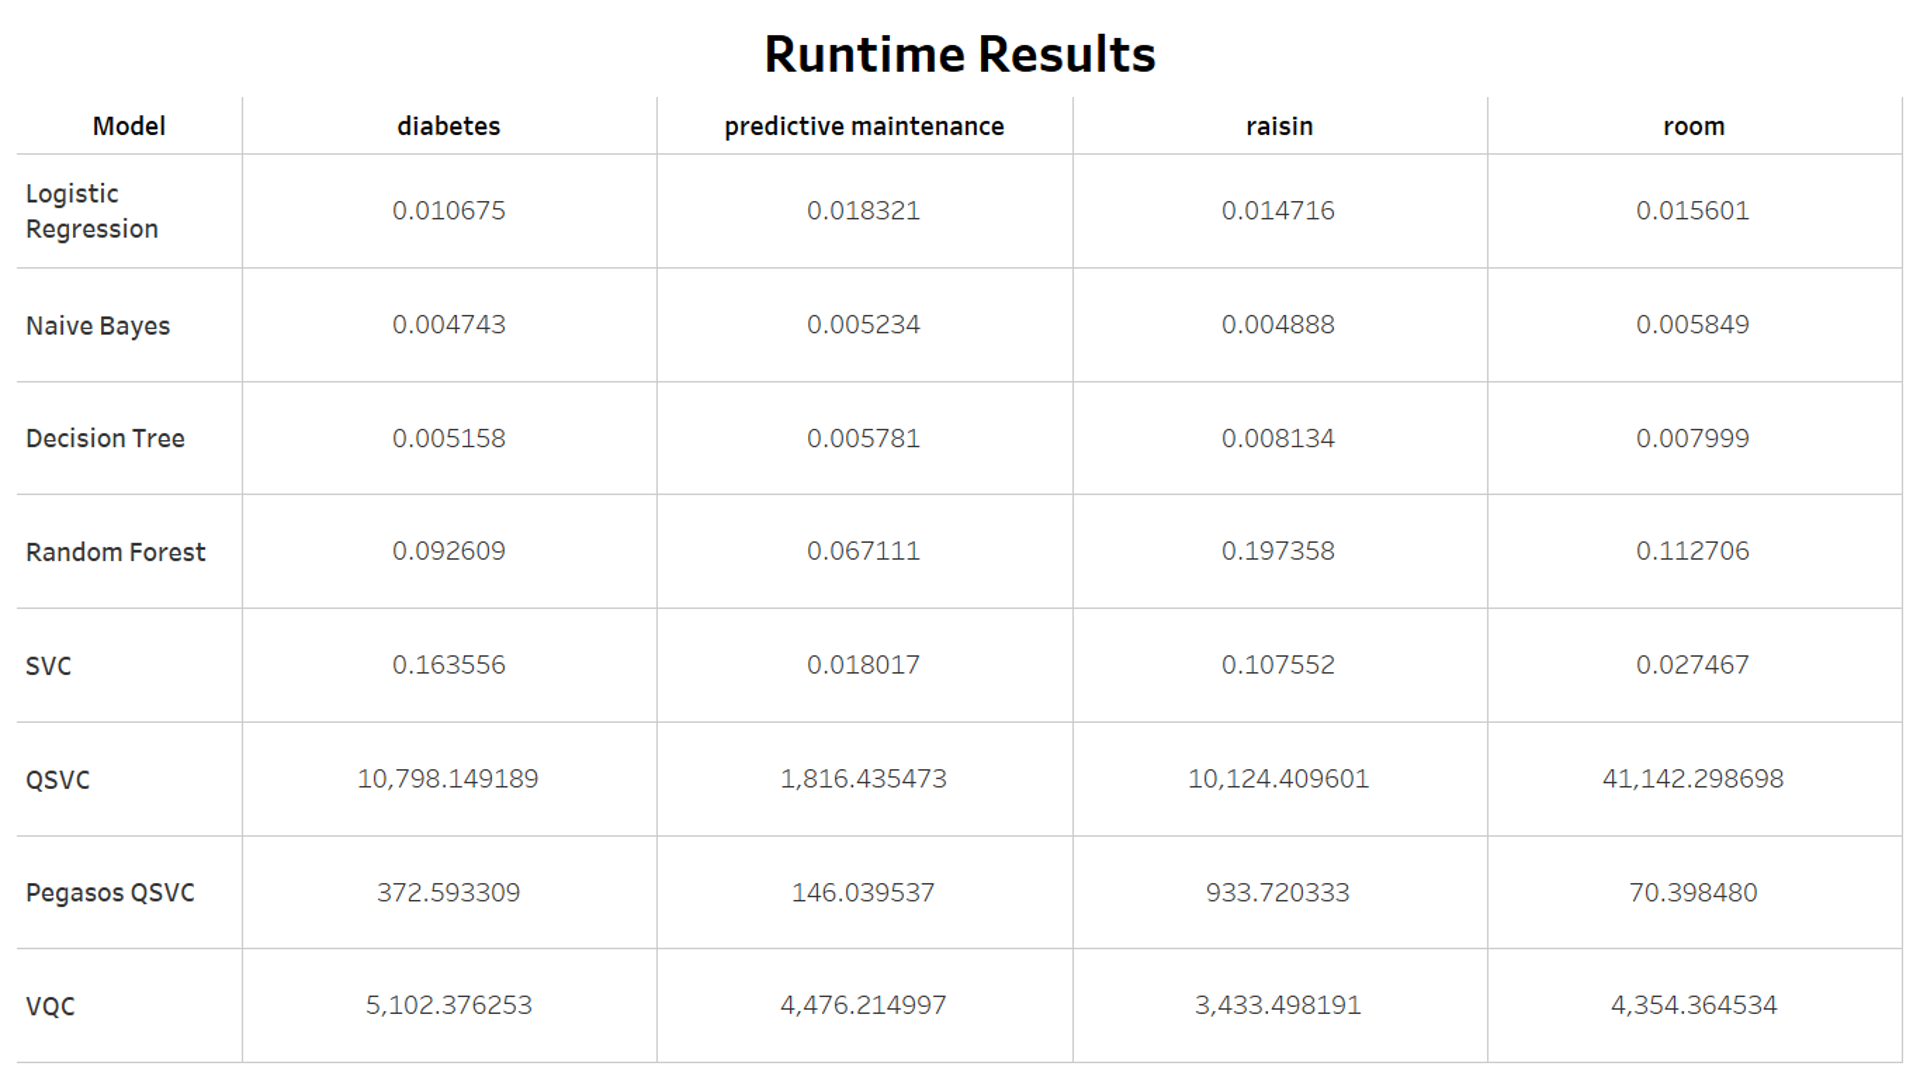 Runtime Results
Model diabetes predictive maintenance raisin room
Logistic
Regression 0.010675 0.018321 0.014716 0.015601
Naive Bayes 0.004743 0.005234 0.004888 0.005849
Decision Tree 0.005158 0.005781 0.008134 0.007999
Random Forest 0.092609 0.067111 0.197358 0.112706
SVC 0.163556 0.018017 0.107552 0.027467
QSVC 10,798.149189 1,816.435473 10,124.409601 41,142.298698
Pegasos QSVC 372.593309 146.039537 933.720333 70.398480
VQC 5,102.376253 4,476.214997 3,433.498191 4,354.364534